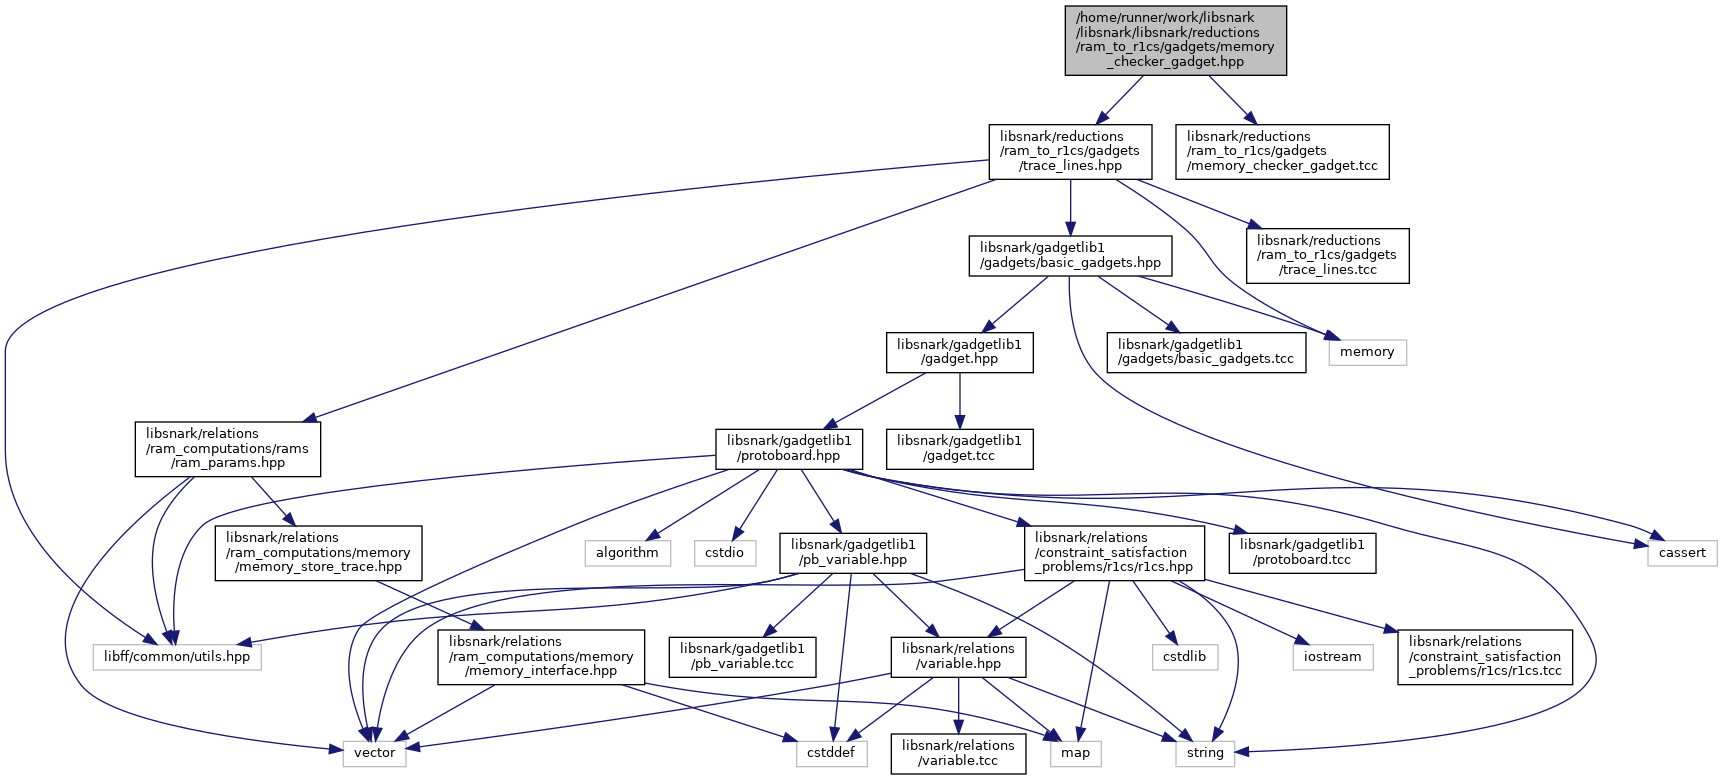 /home/runner/work/libsnark
/libsnark/libsnark/reductions
/ram_to_r1cs/gadgets/memory
_checker_gadget.hpp
libsnark/reductions
/ram_to_r1cs/gadgets
/trace_lines.hpp
libsnark/reductions
/ram_to_r1cs/gadgets
/memory_checker_gadget.tcc
libsnark/gadgetlib1
/gadgets/basic_gadgets.hpp
libsnark/reductions
/ram_to_r1cs/gadgets
/trace_lines.tcc
libsnark/gadgetlib1
/gadget.hpp
libsnark/gadgetlib1
/gadgets/basic_gadgets.tcc
memory
libsnark/relations
/ram_computations/rams
/ram_params.hpp
libsnark/gadgetlib1
/protoboard.hpp
libsnark/gadgetlib1
/gadget.tcc
libsnark/relations
/ram_computations/memory
/memory_store_trace.hpp
algorithm
cstdio
libsnark/gadgetlib1
/pb_variable.hpp
libsnark/relations
/constraint_satisfaction
_problems/r1cs/r1cs.hpp
libsnark/gadgetlib1
/protoboard.tcc
cassert
libff/common/utils.hpp
libsnark/relations
/ram_computations/memory
/memory_interface.hpp
libsnark/gadgetlib1
/pb_variable.tcc
libsnark/relations
/variable.hpp
cstdlib
iostream
libsnark/relations
/constraint_satisfaction
_problems/r1cs/r1cs.tcc
vector
cstddef
libsnark/relations
/variable.tcc
map
string